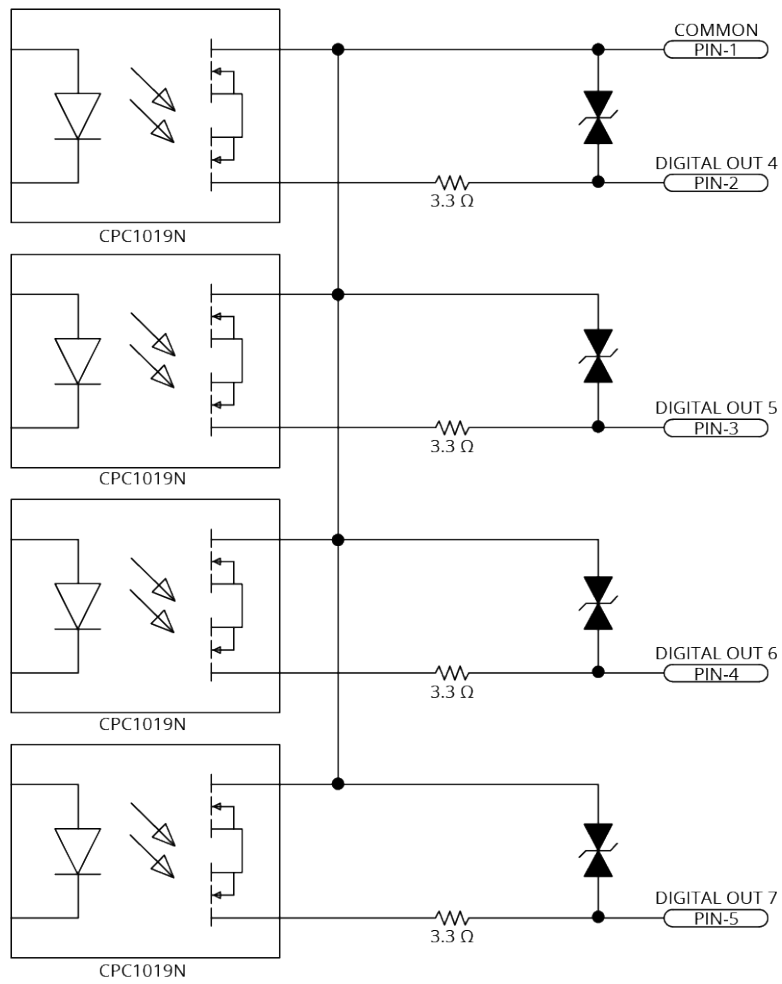 COMMON
PIN-1
DIGITAL OUT 4
PIN-2
3.3 Ω
CPC1019N
DIGITAL OUT 5
PIN-3
3.3 Ω
CPC1019N
DIGITAL OUT 6
PIN-4
3.3 Ω
CPC1019N
DIGITAL OUT 7
PIN-5
3.3 Ω
CPC1019N